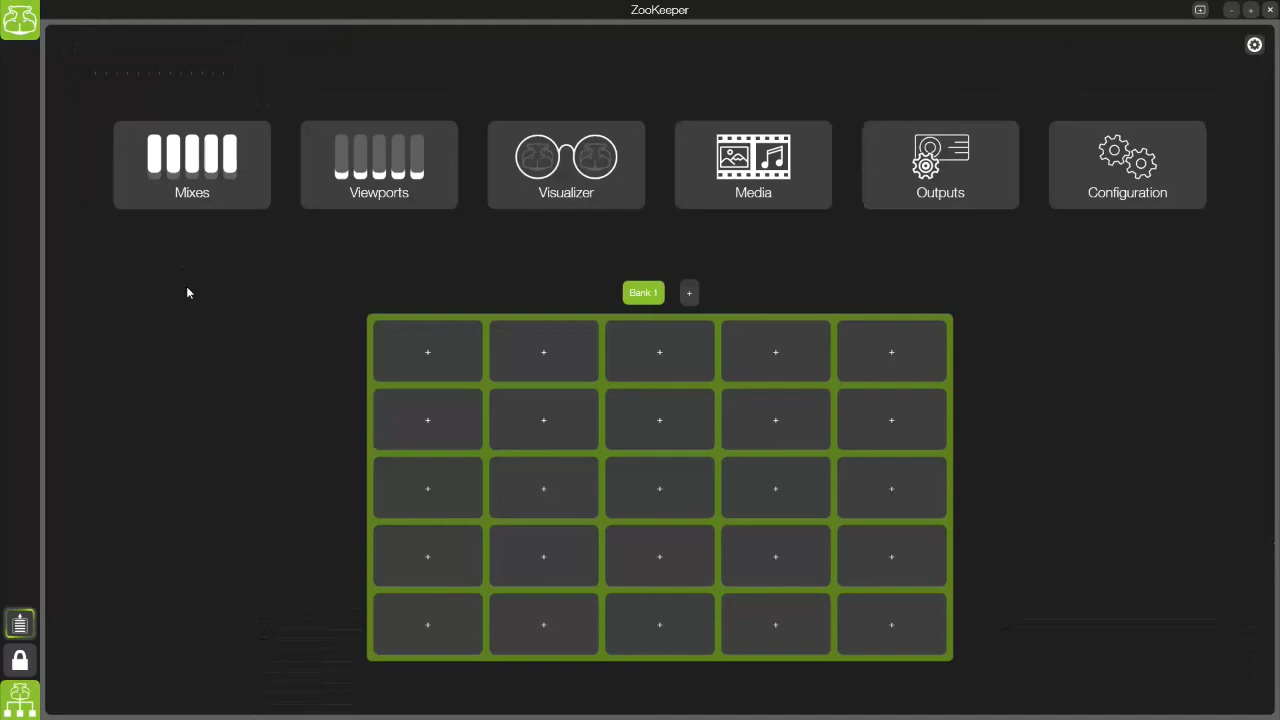 ZooKeeper
Mixes
Viewports
Visualizer
Media
Outputs
Configuration
Bank 1
+
+ + + + +
+ + + + +
+ + + + +
+ + + + +
+ + + + +